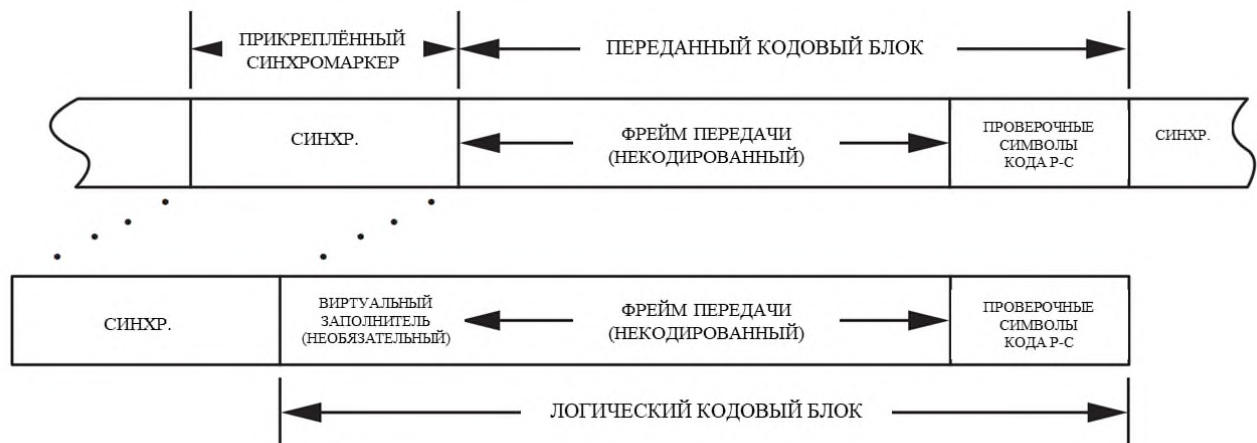 ПРИКРЕПЛЁННЫЙ
СИНХРОМАРКЕР
ПЕРЕДАННЫЙ КОДОВЫЙ БЛОК
СИНХР.
ФРЕЙМ ПЕРЕДАЧИ
(НЕКОДИРОВАННЫЙ)
ПРОВЕРОЧНЫЕ
СИМВОЛЫ
КОДА Р-С
СИНХР.
СИНХР.
ВИРТУАЛЬНЫЙ
ЗАПОЛНИТЕЛЬ
(НЕОБЯЗАТЕЛЬНЫЙ)
ФРЕЙМ ПЕРЕДАЧИ
(НЕКОДИРОВАННЫЙ)
ПРОВЕРОЧНЫЕ
СИМВОЛЫ
КОДА Р-С
ЛОГИЧЕСКИЙ КОДОВЫЙ БЛОК